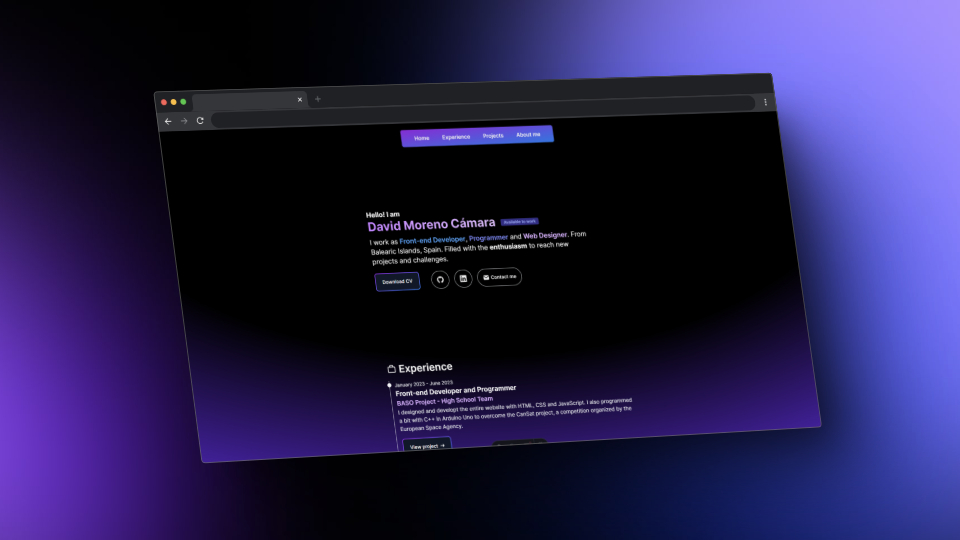 Home Experience Projects About me
Hello! I am
David Moreno Cámara Available to work
I work as Front-end Developer, Programmer and Web Designer. From
Balearic Islands, Spain. Filled with the enthusiasm to reach new
projects and challenges.
Download CV Contact me
Experience
January 2023 - June 2023
Front-end Developer and Programmer
BASO Project - High School Team
I designed and developt the entire website with HTML, CSS and JavaScript. I also programmed
a bit with C++ in Arduino Uno to overcome the CanSat project, a competition organized by the
European Space Agency.
View project →